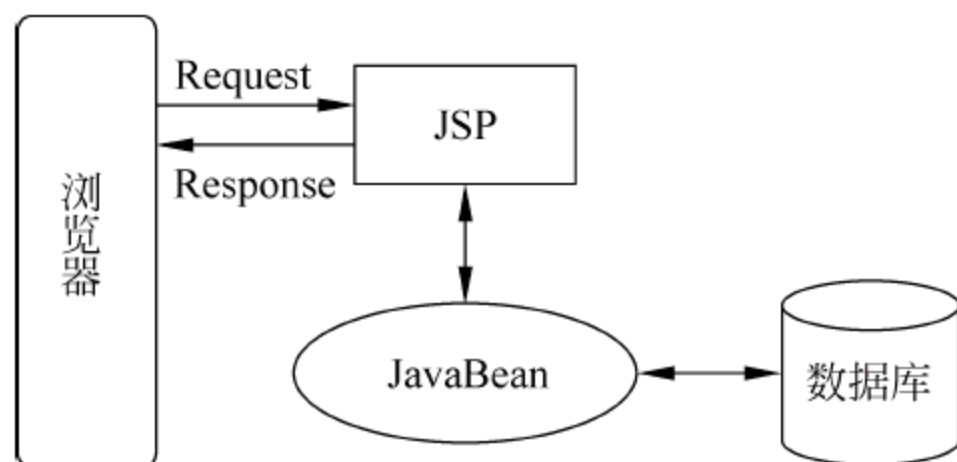 Request
JSP
Response
浏览器
JavaBean
数据库